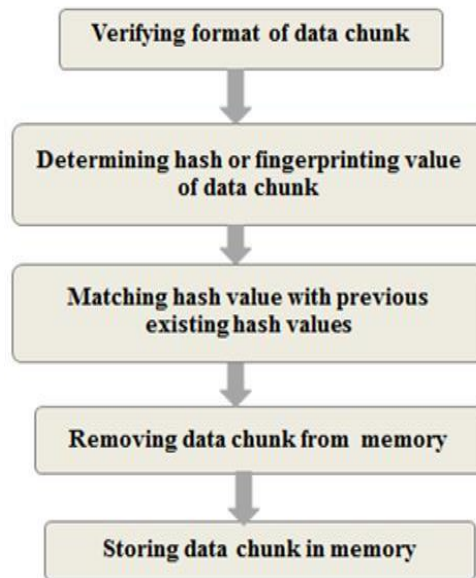 Verifying format of data chunk
Determining hash or fingerprinting value
of data chunk
Matching hash value with previous
existing hash values
Removing data chunk from memory
Storing data chunk in memory